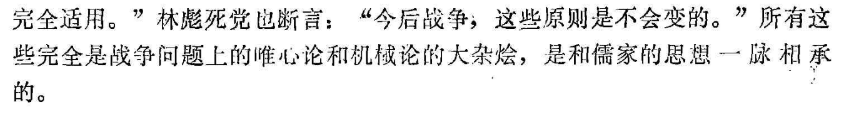 完全适用。”林彪死党也断言：“今后战争，这些原则是不会变的。”所有这
些完全是战争问题上的唯心论和机械论的大杂烩，是和儒家的思想一脉相承
的。